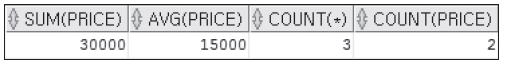 SUM(PRICE) AVG(PRICE) COUNT(*) COUNT(PRICE)
30000 15000 3 2